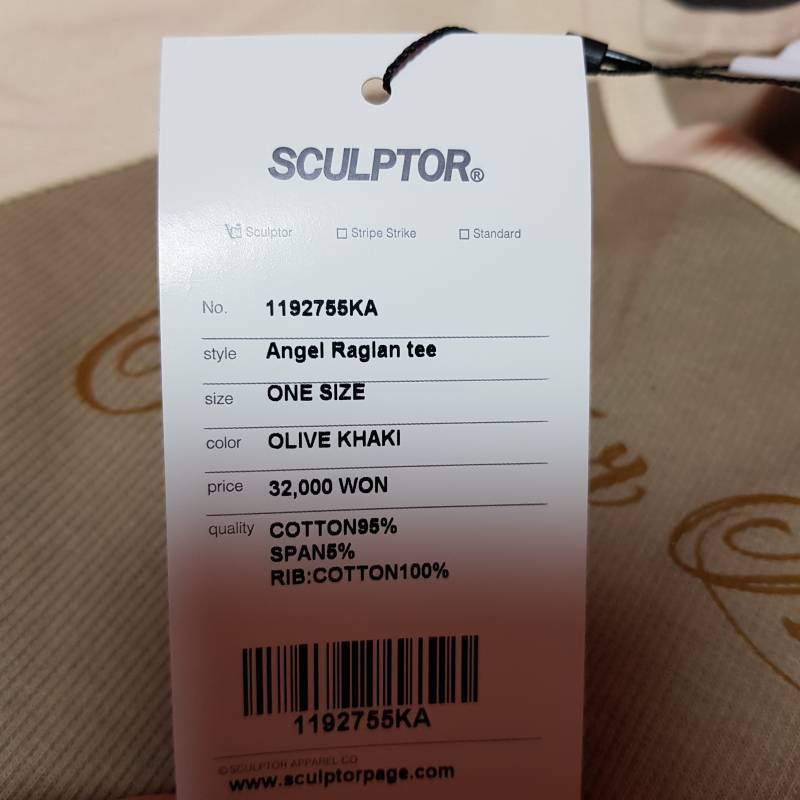 SCULPTOR®
Sculptor Stripe Strike Standard
No. 1192755KA
style Angel Raglan tee
size ONE SIZE
color OLIVE KHAKI
price 32,000 WON
quality COTTON95%
SPAN5%
RIB:COTTON100%
1192755KA
©SCULPTOR APPAREL CO
www.sculptorpage.com